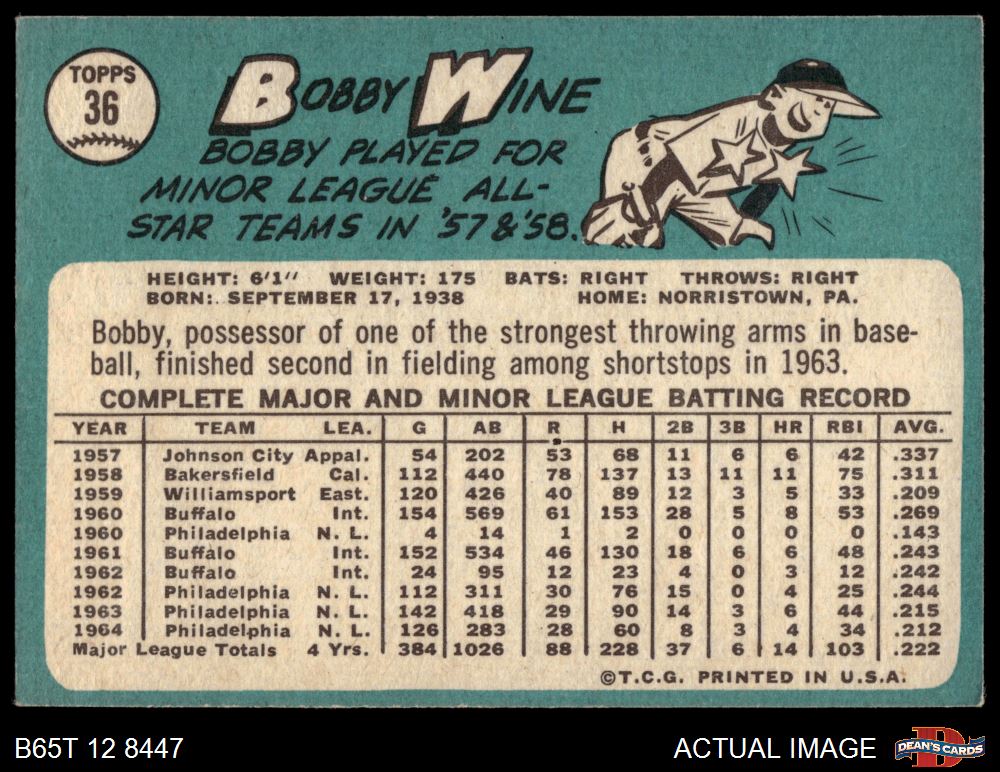 TOPPS
36
BOBBY WINE
BOBBY PLAYED FOR
MINOR LEAGUE ALL-
STAR TEAMS IN '57 & '58.
HEIGHT: 6'1" WEIGHT: 175 BATS: RIGHT THROWS: RIGHT
BORN: SEPTEMBER 17, 1938 HOME: NORRISTOWN, PA.
Bobby, possessor of one of the strongest throwing arms in base-
ball, finished second in fielding among shortstops in 1963.
COMPLETE MAJOR AND MINOR LEAGUE BATTING RECORD
YEAR TEAM LEA. G AB R H 2B 3B HR RBI AVG.
1957 Johnson City Appal. 54 202 53 68 11 6 6 42 .337
1958 Bakersfield Cal. 112 440 78 137 13 11 11 75 .311
1959 Williamsport East. 120 426 40 89 12 3 5 33 .209
1960 Buffalo Int. 154 569 61 153 28 5 8 53 .269
1960 Philadelphia N. L. 4 14 1 2 0 0 0 0 .143
1961 Buffalo Int. 152 534 46 130 18 6 6 48 .243
1962 Buffalo Int. 24 95 12 23 4 0 3 12 .242
1962 Philadelphia N. L. 112 311 30 76 15 0 4 25 .244
1963 Philadelphia N. L. 142 418 29 90 14 3 6 44 .215
1964 Philadelphia N. L. 126 283 28 60 8 3 4 34 .212
Major League Totals 4 Yrs. 384 1026 88 228 37 6 14 103 .222
©T.C.G. PRINTED IN U.S.A.
B65T 12 8447 ACTUAL IMAGE DEAN'S CARDS